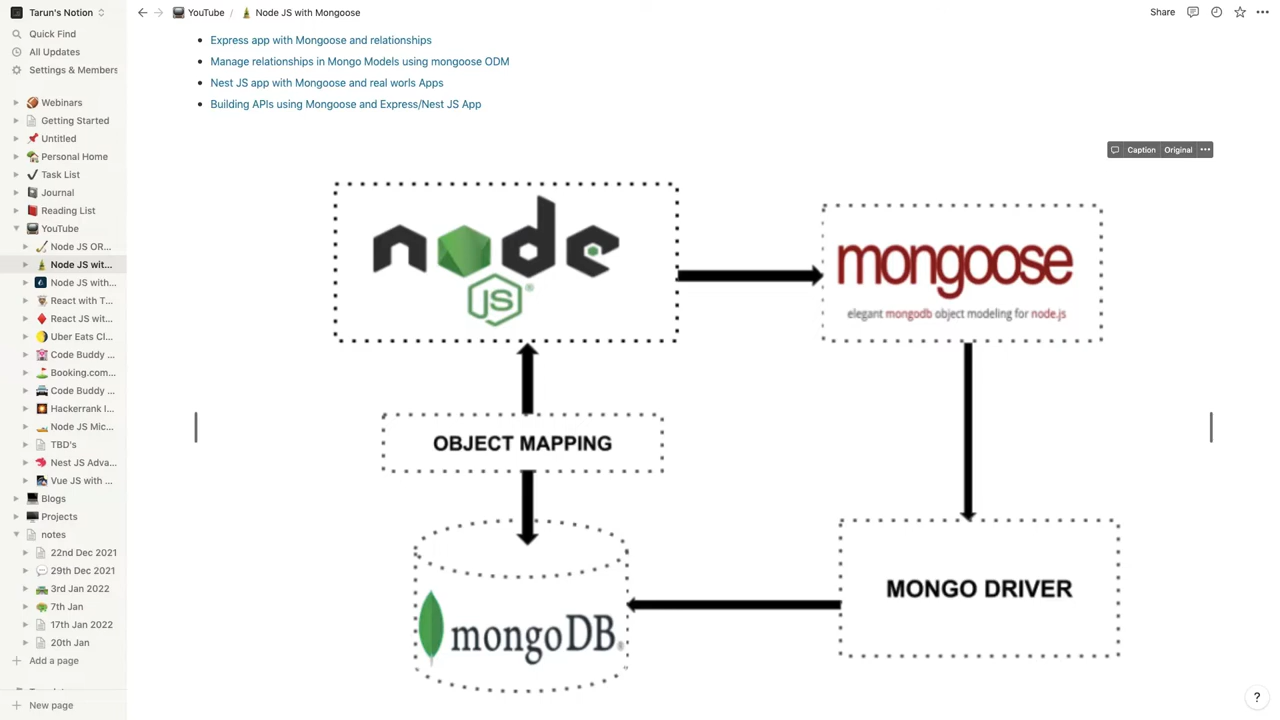 Tarun's Notion
Quick Find
All Updates
Settings & Members
Webinars
Getting Started
Untitled
Personal Home
Task List
Journal
Reading List
YouTube
Node JS OR...
Node JS wit...
Node JS with...
React with T...
React JS wit...
Uber Eats Cl...
Code Buddy ...
Booking.com...
Code Buddy ...
Hackerrank I...
Node JS Mic...
TBD's
Nest JS Adva...
Vue JS with ...
Blogs
Projects
notes
22nd Dec 2021
29th Dec 2021
3rd Jan 2022
7th Jan
17th Jan 2022
20th Jan
Add a page
New page
YouTube / Node JS with Mongoose
Share
Express app with Mongoose and relationships
Manage relationships in Mongo Models using mongoose ODM
Nest JS app with Mongoose and real worls Apps
Building APIs using Mongoose and Express/Nest JS App
Caption Original
node
JS
mongoose
elegant mongodb object modeling for node.js
OBJECT MAPPING
mongoDB®
MONGO DRIVER
?